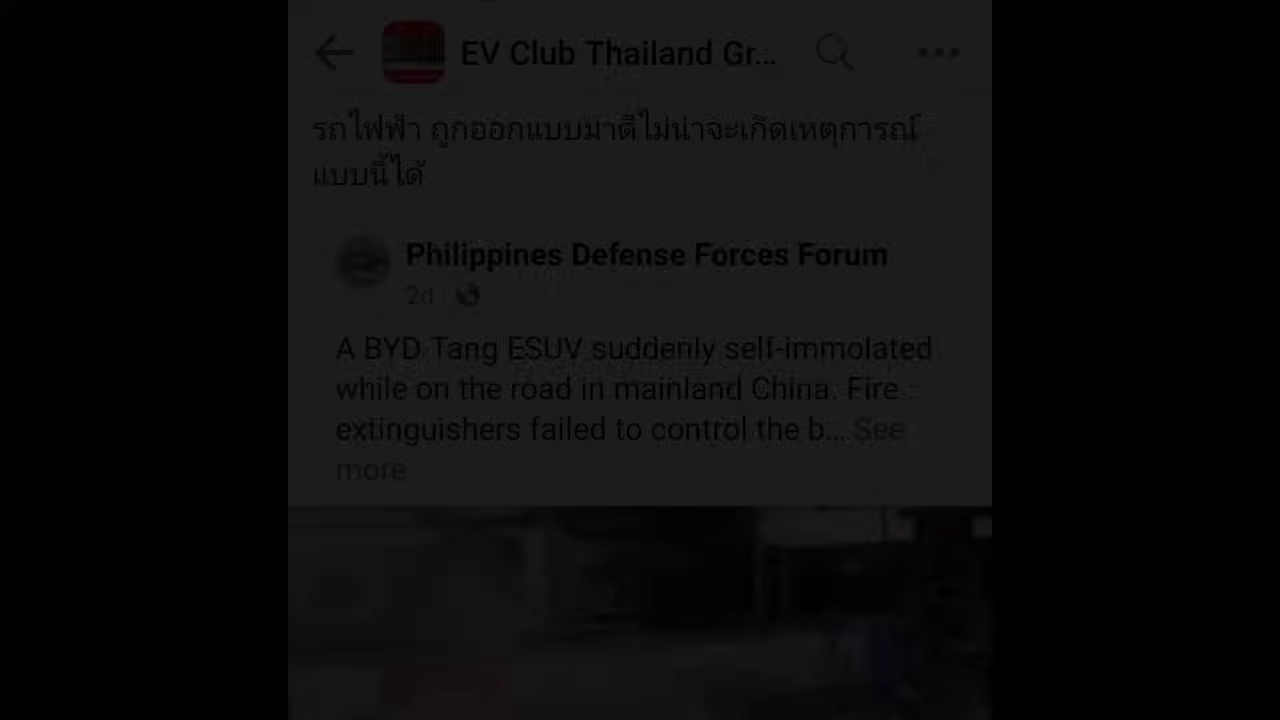 EV Club Thailand Gr...
รถไฟฟ้า ถูกออกแบบมาดีไม่น่าจะเกิดเหตุการณ์
แบบนี้ได้
Philippines Defense Forces Forum
2d
A BYD Tang ESUV suddenly self-immolated
while on the road in mainland China. Fire
extinguishers failed to control the b... See
more